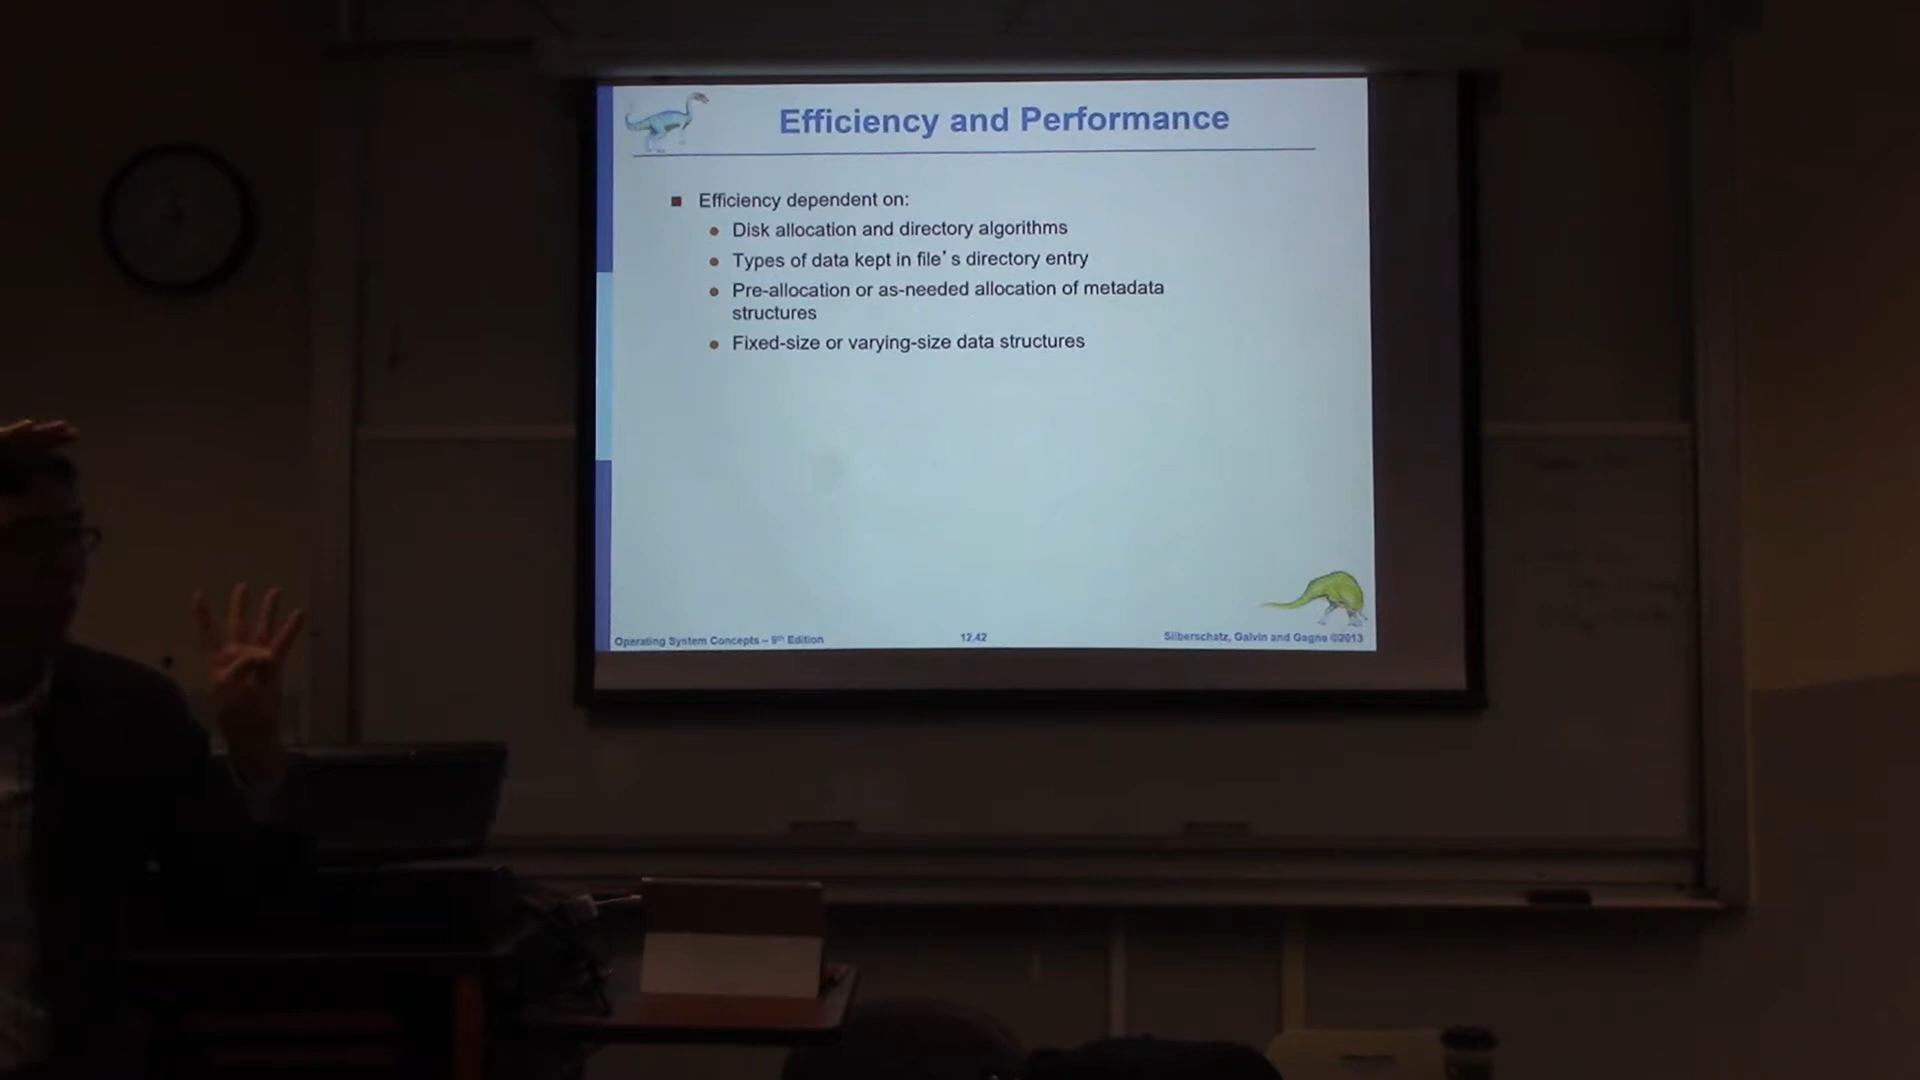 Efficiency and Performance
Efficiency dependent on:
Disk allocation and directory algorithms
Types of data kept in file's directory entry
Pre-allocation or as-needed allocation of metadata
structures
Fixed-size or varying-size data structures
Operating System Concepts – 9th Edition
12.42
Silberschatz, Galvin and Gagne ©2013